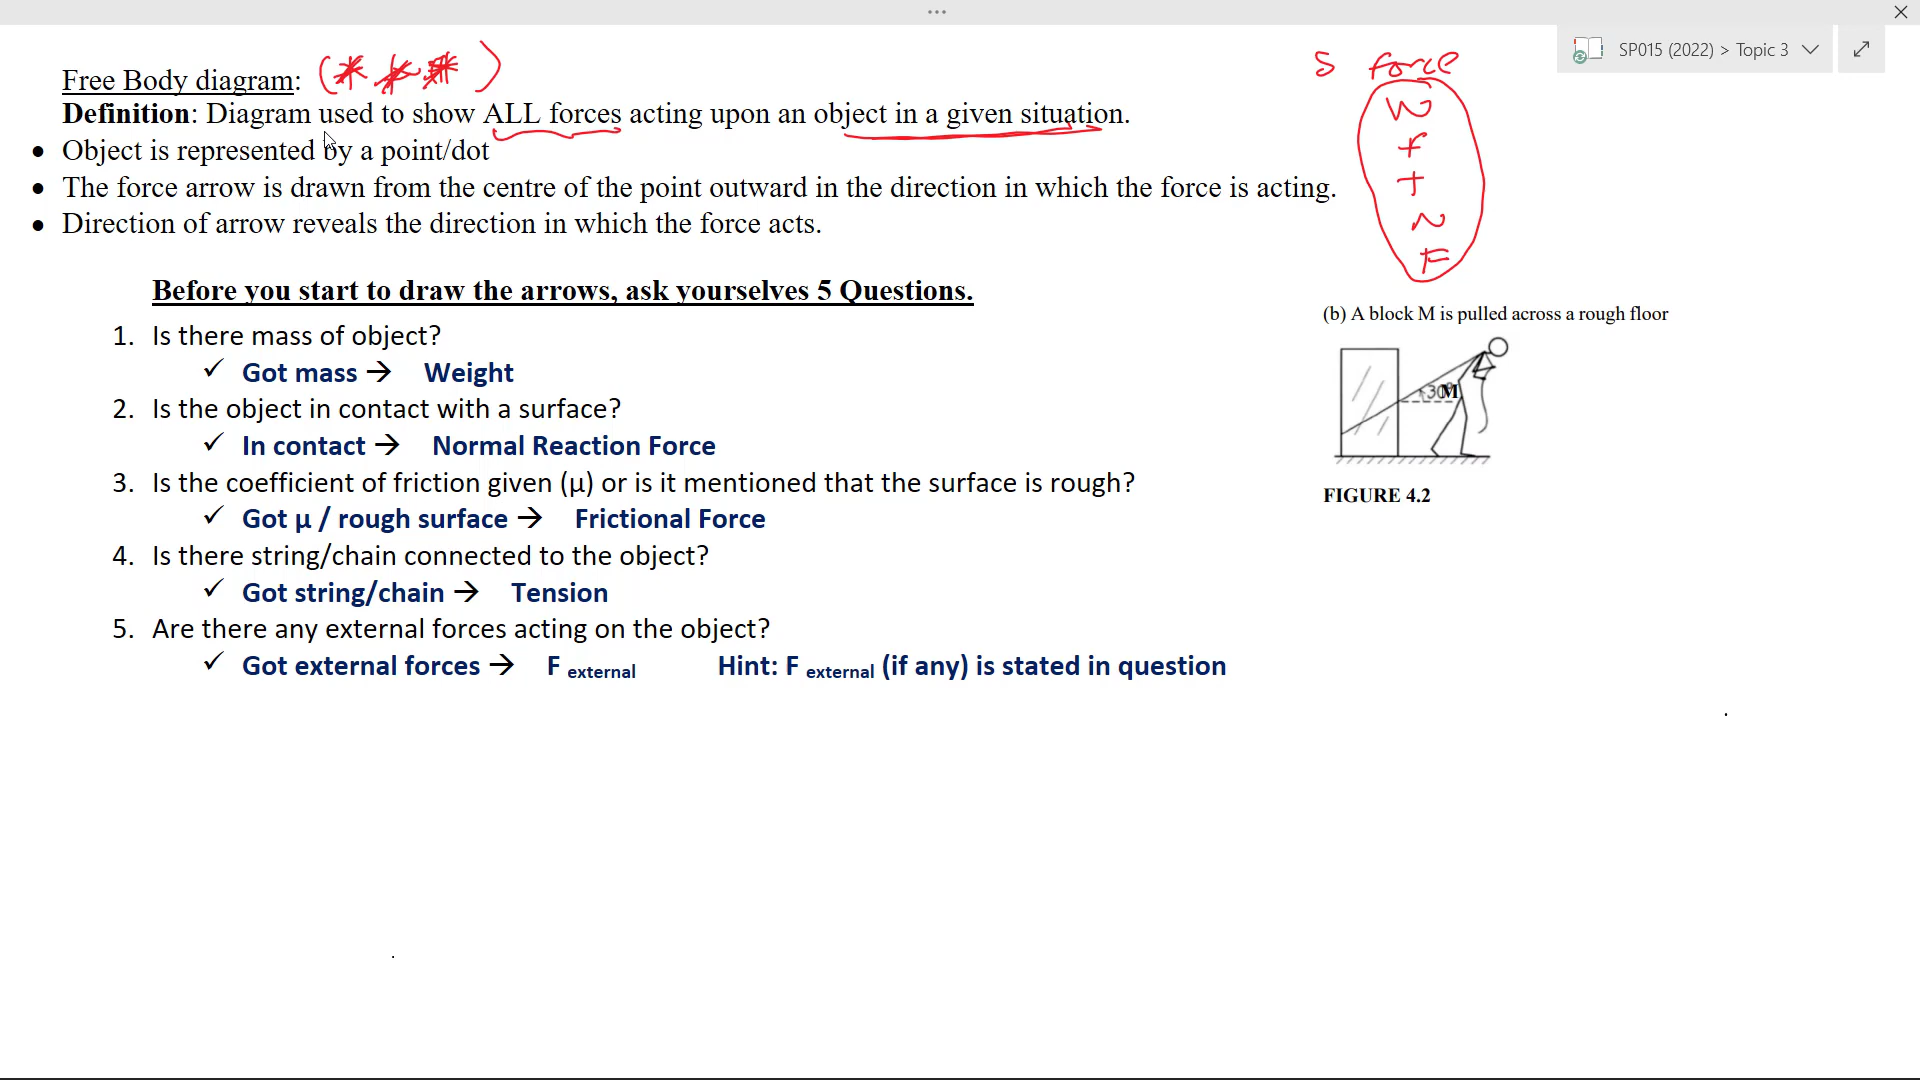 SP015 (2022) > Topic 3
Free Body diagram: (***)
Definition: Diagram used to show ALL forces acting upon an object in a given situation.
• Object is represented by a point/dot
• The force arrow is drawn from the centre of the point outward in the direction in which the force is acting.
• Direction of arrow reveals the direction in which the force acts.
5 force
W
f
T
N
F
Before you start to draw the arrows, ask yourselves 5 Questions.
1. Is there mass of object?
✓ Got mass → Weight
2. Is the object in contact with a surface?
✓ In contact → Normal Reaction Force
3. Is the coefficient of friction given (μ) or is it mentioned that the surface is rough?
✓ Got μ / rough surface → Frictional Force
4. Is there string/chain connected to the object?
✓ Got string/chain → Tension
5. Are there any external forces acting on the object?
✓ Got external forces → F external Hint: F external (if any) is stated in question
(b) A block M is pulled across a rough floor
30°
M
FIGURE 4.2